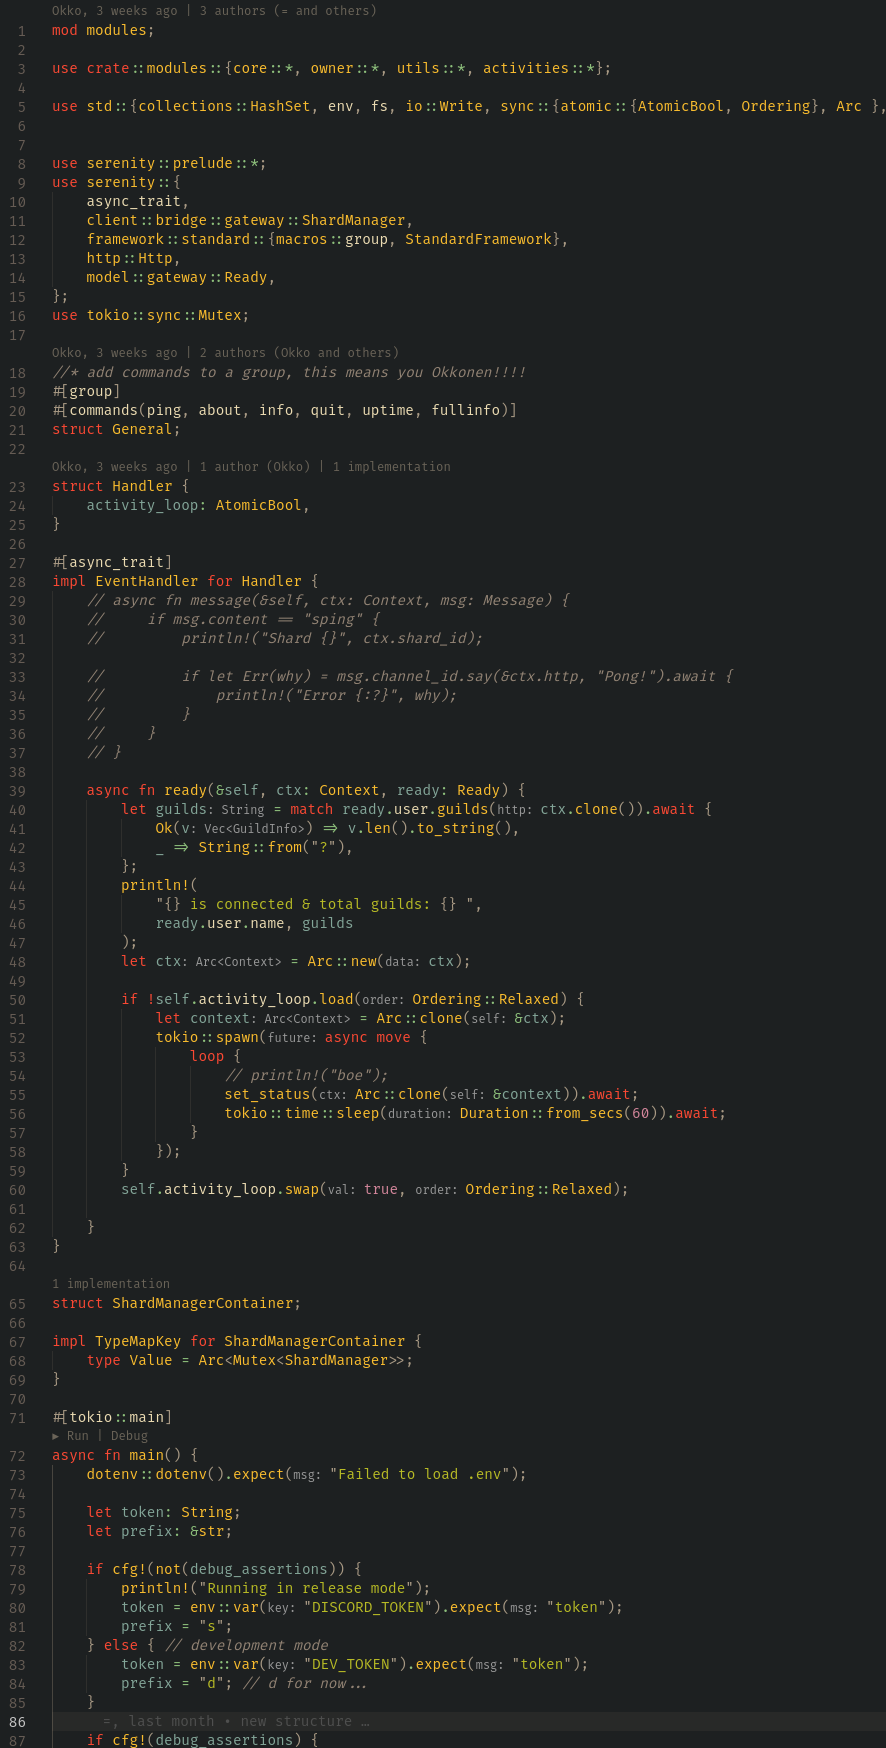 Okko, 3 weeks ago | 3 authors (= and others)
1 mod modules;
2
3 use crate::modules::{core::*, owner::*, utils::*, activities::*};
4
5 use std::{collections::HashSet, env, fs, io::Write, sync::{atomic::{AtomicBool, Ordering}, Arc },
6
7
8 use serenity::prelude::*;
9 use serenity::{
10     async_trait,
11     client::bridge::gateway::ShardManager,
12     framework::standard::{macros::group, StandardFramework},
13     http::Http,
14     model::gateway::Ready,
15 };
16 use tokio::sync::Mutex;
17
Okko, 3 weeks ago | 2 authors (Okko and others)
18 //* add commands to a group, this means you Okkonen!!!!
19 #[group]
20 #[commands(ping, about, info, quit, uptime, fullinfo)]
21 struct General;
22
Okko, 3 weeks ago | 1 author (Okko) | 1 implementation
23 struct Handler {
24     activity_loop: AtomicBool,
25 }
26
27 #[async_trait]
28 impl EventHandler for Handler {
29     // async fn message(&self, ctx: Context, msg: Message) {
30     //     if msg.content == "sping" {
31     //         println!("Shard {}", ctx.shard_id);
32
33     //         if let Err(why) = msg.channel_id.say(&ctx.http, "Pong!").await {
34     //             println!("Error {:?}", why);
35     //         }
36     //     }
37     // }
38
39     async fn ready(&self, ctx: Context, ready: Ready) {
40         let guilds: String = match ready.user.guilds(http: ctx.clone()).await {
41             Ok(v: Vec<GuildInfo>) => v.len().to_string(),
42             _ => String::from("?"),
43         };
44         println!(
45             "{} is connected & total guilds: {} ",
46             ready.user.name, guilds
47         );
48         let ctx: Arc<Context> = Arc::new(data: ctx);
49
50         if !self.activity_loop.load(order: Ordering::Relaxed) {
51             let context: Arc<Context> = Arc::clone(self: &ctx);
52             tokio::spawn(future: async move {
53                 loop {
54                     // println!("boe");
55                     set_status(ctx: Arc::clone(self: &context)).await;
56                     tokio::time::sleep(duration: Duration::from_secs(60)).await;
57                 }
58             });
59         }
60         self.activity_loop.swap(val: true, order: Ordering::Relaxed);
61
62     }
63 }
64
1 implementation
65 struct ShardManagerContainer;
66
67 impl TypeMapKey for ShardManagerContainer {
68     type Value = Arc<Mutex<ShardManager>>;
69 }
70
71 #[tokio::main]
▶ Run | Debug
72 async fn main() {
73     dotenv::dotenv().expect(msg: "Failed to load .env");
74
75     let token: String;
76     let prefix: &str;
77
78     if cfg!(not(debug_assertions)) {
79         println!("Running in release mode");
80         token = env::var(key: "DISCORD_TOKEN").expect(msg: "token");
81         prefix = "s";
82     } else { // development mode
83         token = env::var(key: "DEV_TOKEN").expect(msg: "token");
84         prefix = "d"; // d for now...
85     }
86       =, last month • new structure …
87     if cfg!(debug_assertions) {